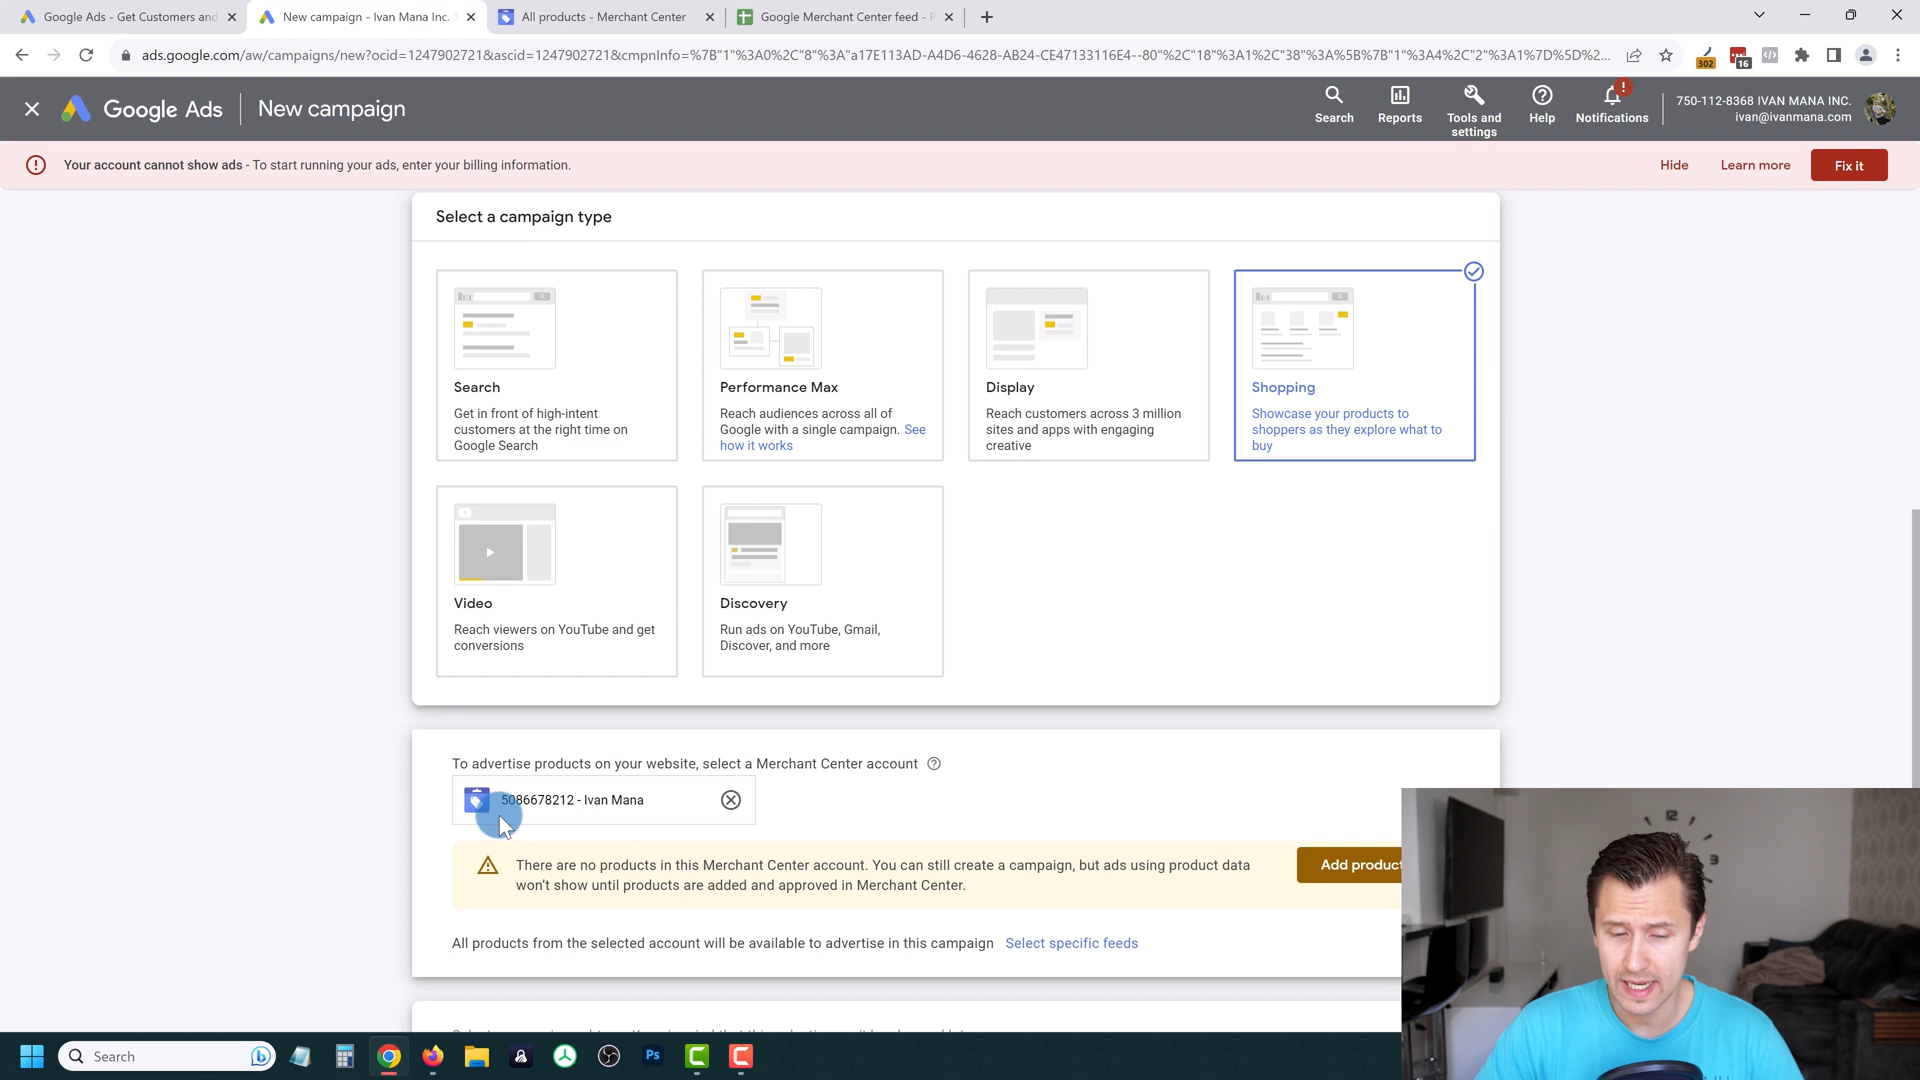 Google Ads - Get Customers and
New campaign - Ivan Mana Inc.
All products - Merchant Center
Google Merchant Center feed - P
ads.google.com/aw/campaigns/new?ocid=1247902721&ascid=1247902721&cmpnInfo=%7B"1"%3A0%2C"8"%3A"a17E113AD-A4D6-4628-AB24-CE47133116E4--80"%2C"18"%3A1%2C"38"%3A%5B%7B"1"%3A4%2C"2"%3A1%7D%5D%2...
302
16
Google Ads
New campaign
Search
Reports
Tools and
settings
Help
!
Notifications
750-112-8368 IVAN MANA INC.
ivan@ivanmana.com
Your account cannot show ads - To start running your ads, enter your billing information.
Hide
Learn more
Fix it
Select a campaign type
Search
Get in front of high-intent
customers at the right time on
Google Search
Performance Max
Reach audiences across all of
Google with a single campaign. See
how it works
Display
Reach customers across 3 million
sites and apps with engaging
creative
Shopping
Showcase your products to
shoppers as they explore what to
buy
Video
Reach viewers on YouTube and get
conversions
Discovery
Run ads on YouTube, Gmail,
Discover, and more
To advertise products on your website, select a Merchant Center account
5086678212 - Ivan Mana
There are no products in this Merchant Center account. You can still create a campaign, but ads using product data
won't show until products are added and approved in Merchant Center.
Add product
All products from the selected account will be available to advertise in this campaign Select specific feeds
Search
Ps